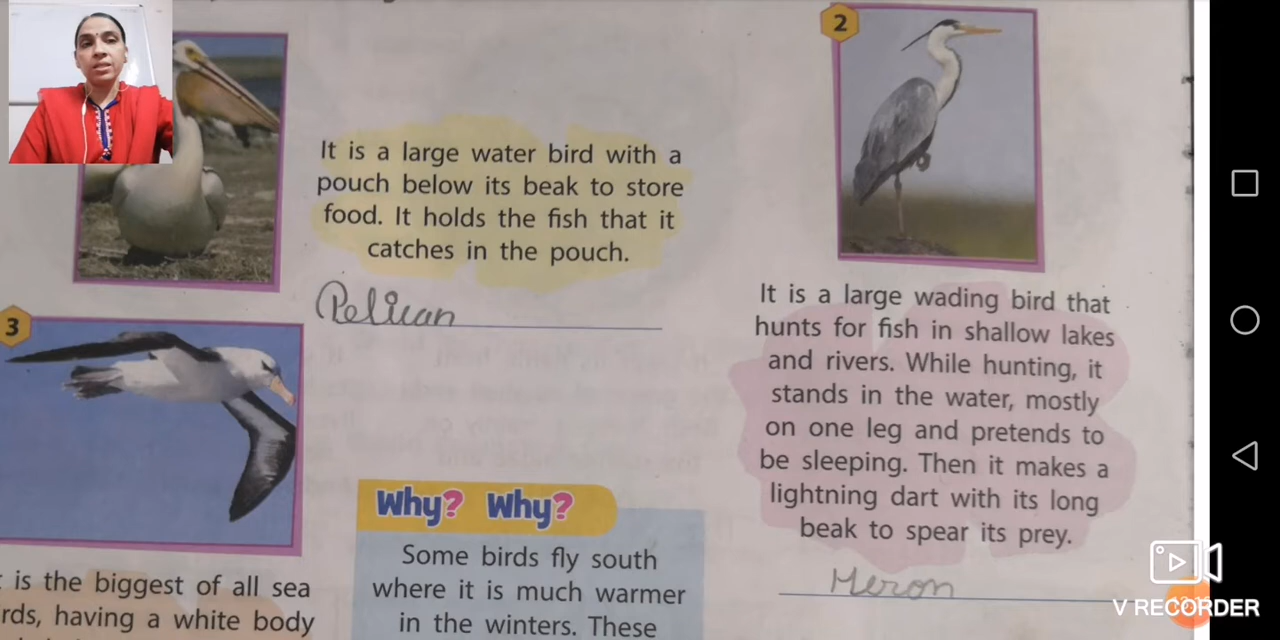 2
It is a large water bird with a
pouch below its beak to store
food. It holds the fish that it
catches in the pouch.
Pelican
It is a large wading bird that
hunts for fish in shallow lakes
and rivers. While hunting, it
stands in the water, mostly
on one leg and pretends to
be sleeping. Then it makes a
lightning dart with its long
beak to spear its prey.
Heron
3
is the biggest of all sea
having a white body
Why? Why?
Some birds fly south
where it is much warmer
in the winters. These
V RECORDER